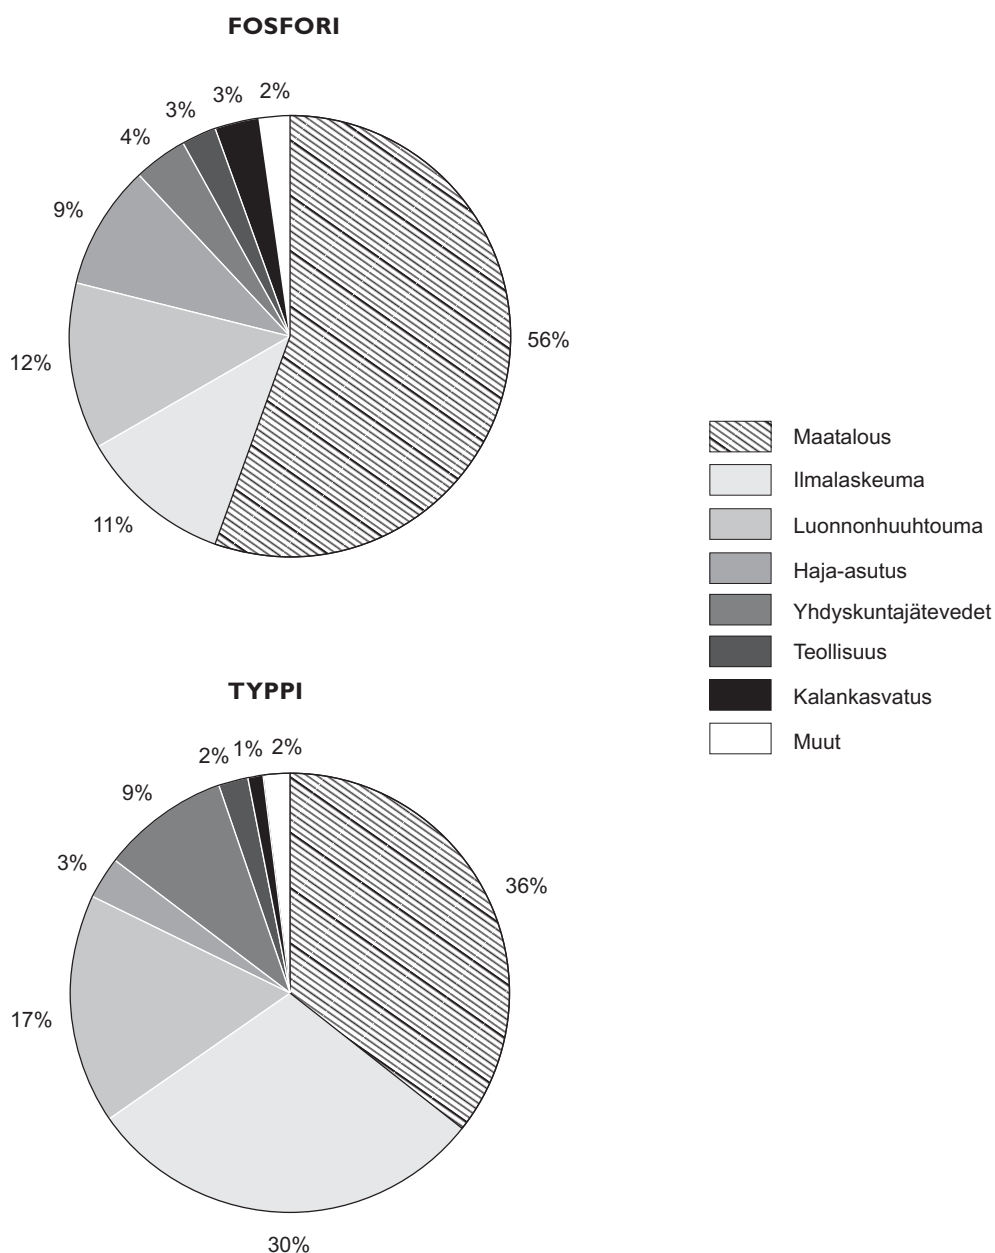 FOSFORI
2%
3%
3%
4%
9%
12%
11%
56%
Maatalous
Ilmalaskeuma
Luonnonhuuhtouma
Haja-asutus
Yhdyskuntajätevedet
Teollisuus
Kalankasvatus
Muut
TYPPI
2%
1%
2%
9%
3%
17%
30%
36%